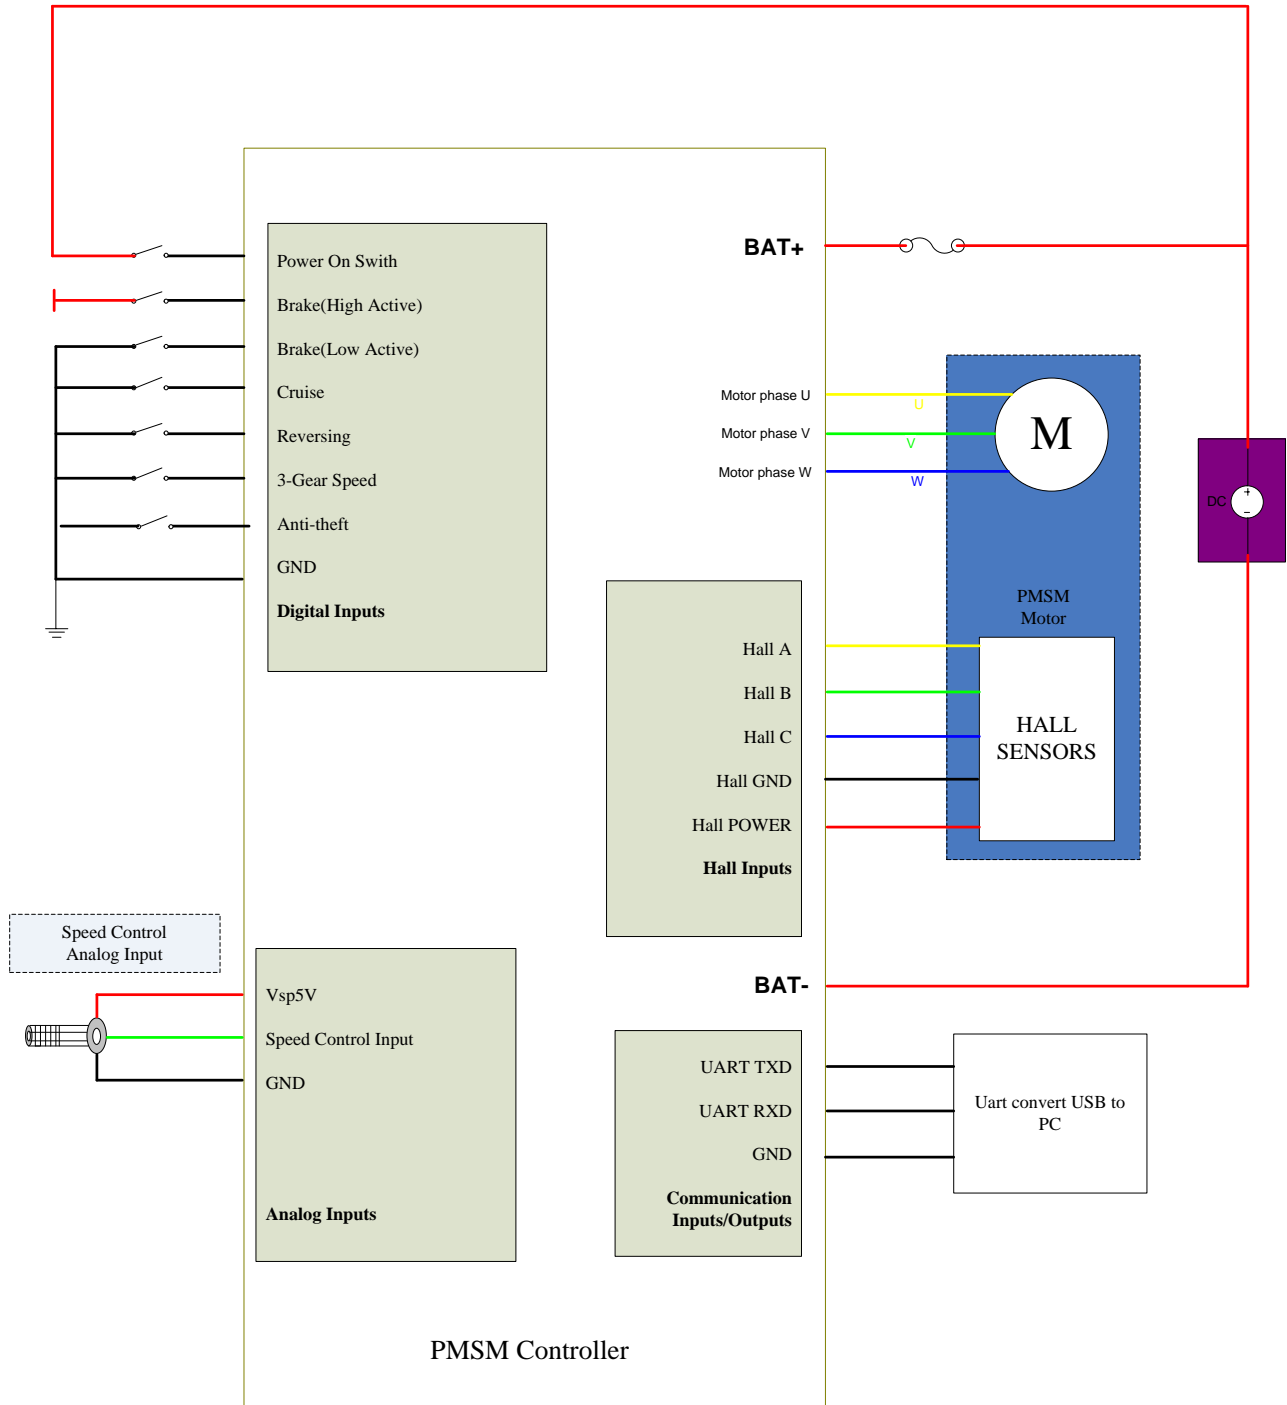 Power On Swith
Brake(High Active)
Brake(Low Active)
Cruise
Reversing
3-Gear Speed
Anti-theft
GND
Digital Inputs
BAT+
Motor phase U
Motor phase V
Motor phase W
U
V
W
M
DC
+
−
PMSM
Motor
Hall A
Hall B
Hall C
Hall GND
Hall POWER
Hall Inputs
HALL
SENSORS
Speed Control
Analog Input
Vsp5V
Speed Control Input
GND
Analog Inputs
BAT-
UART TXD
UART RXD
GND
Communication
Inputs/Outputs
Uart convert USB to
PC
PMSM Controller